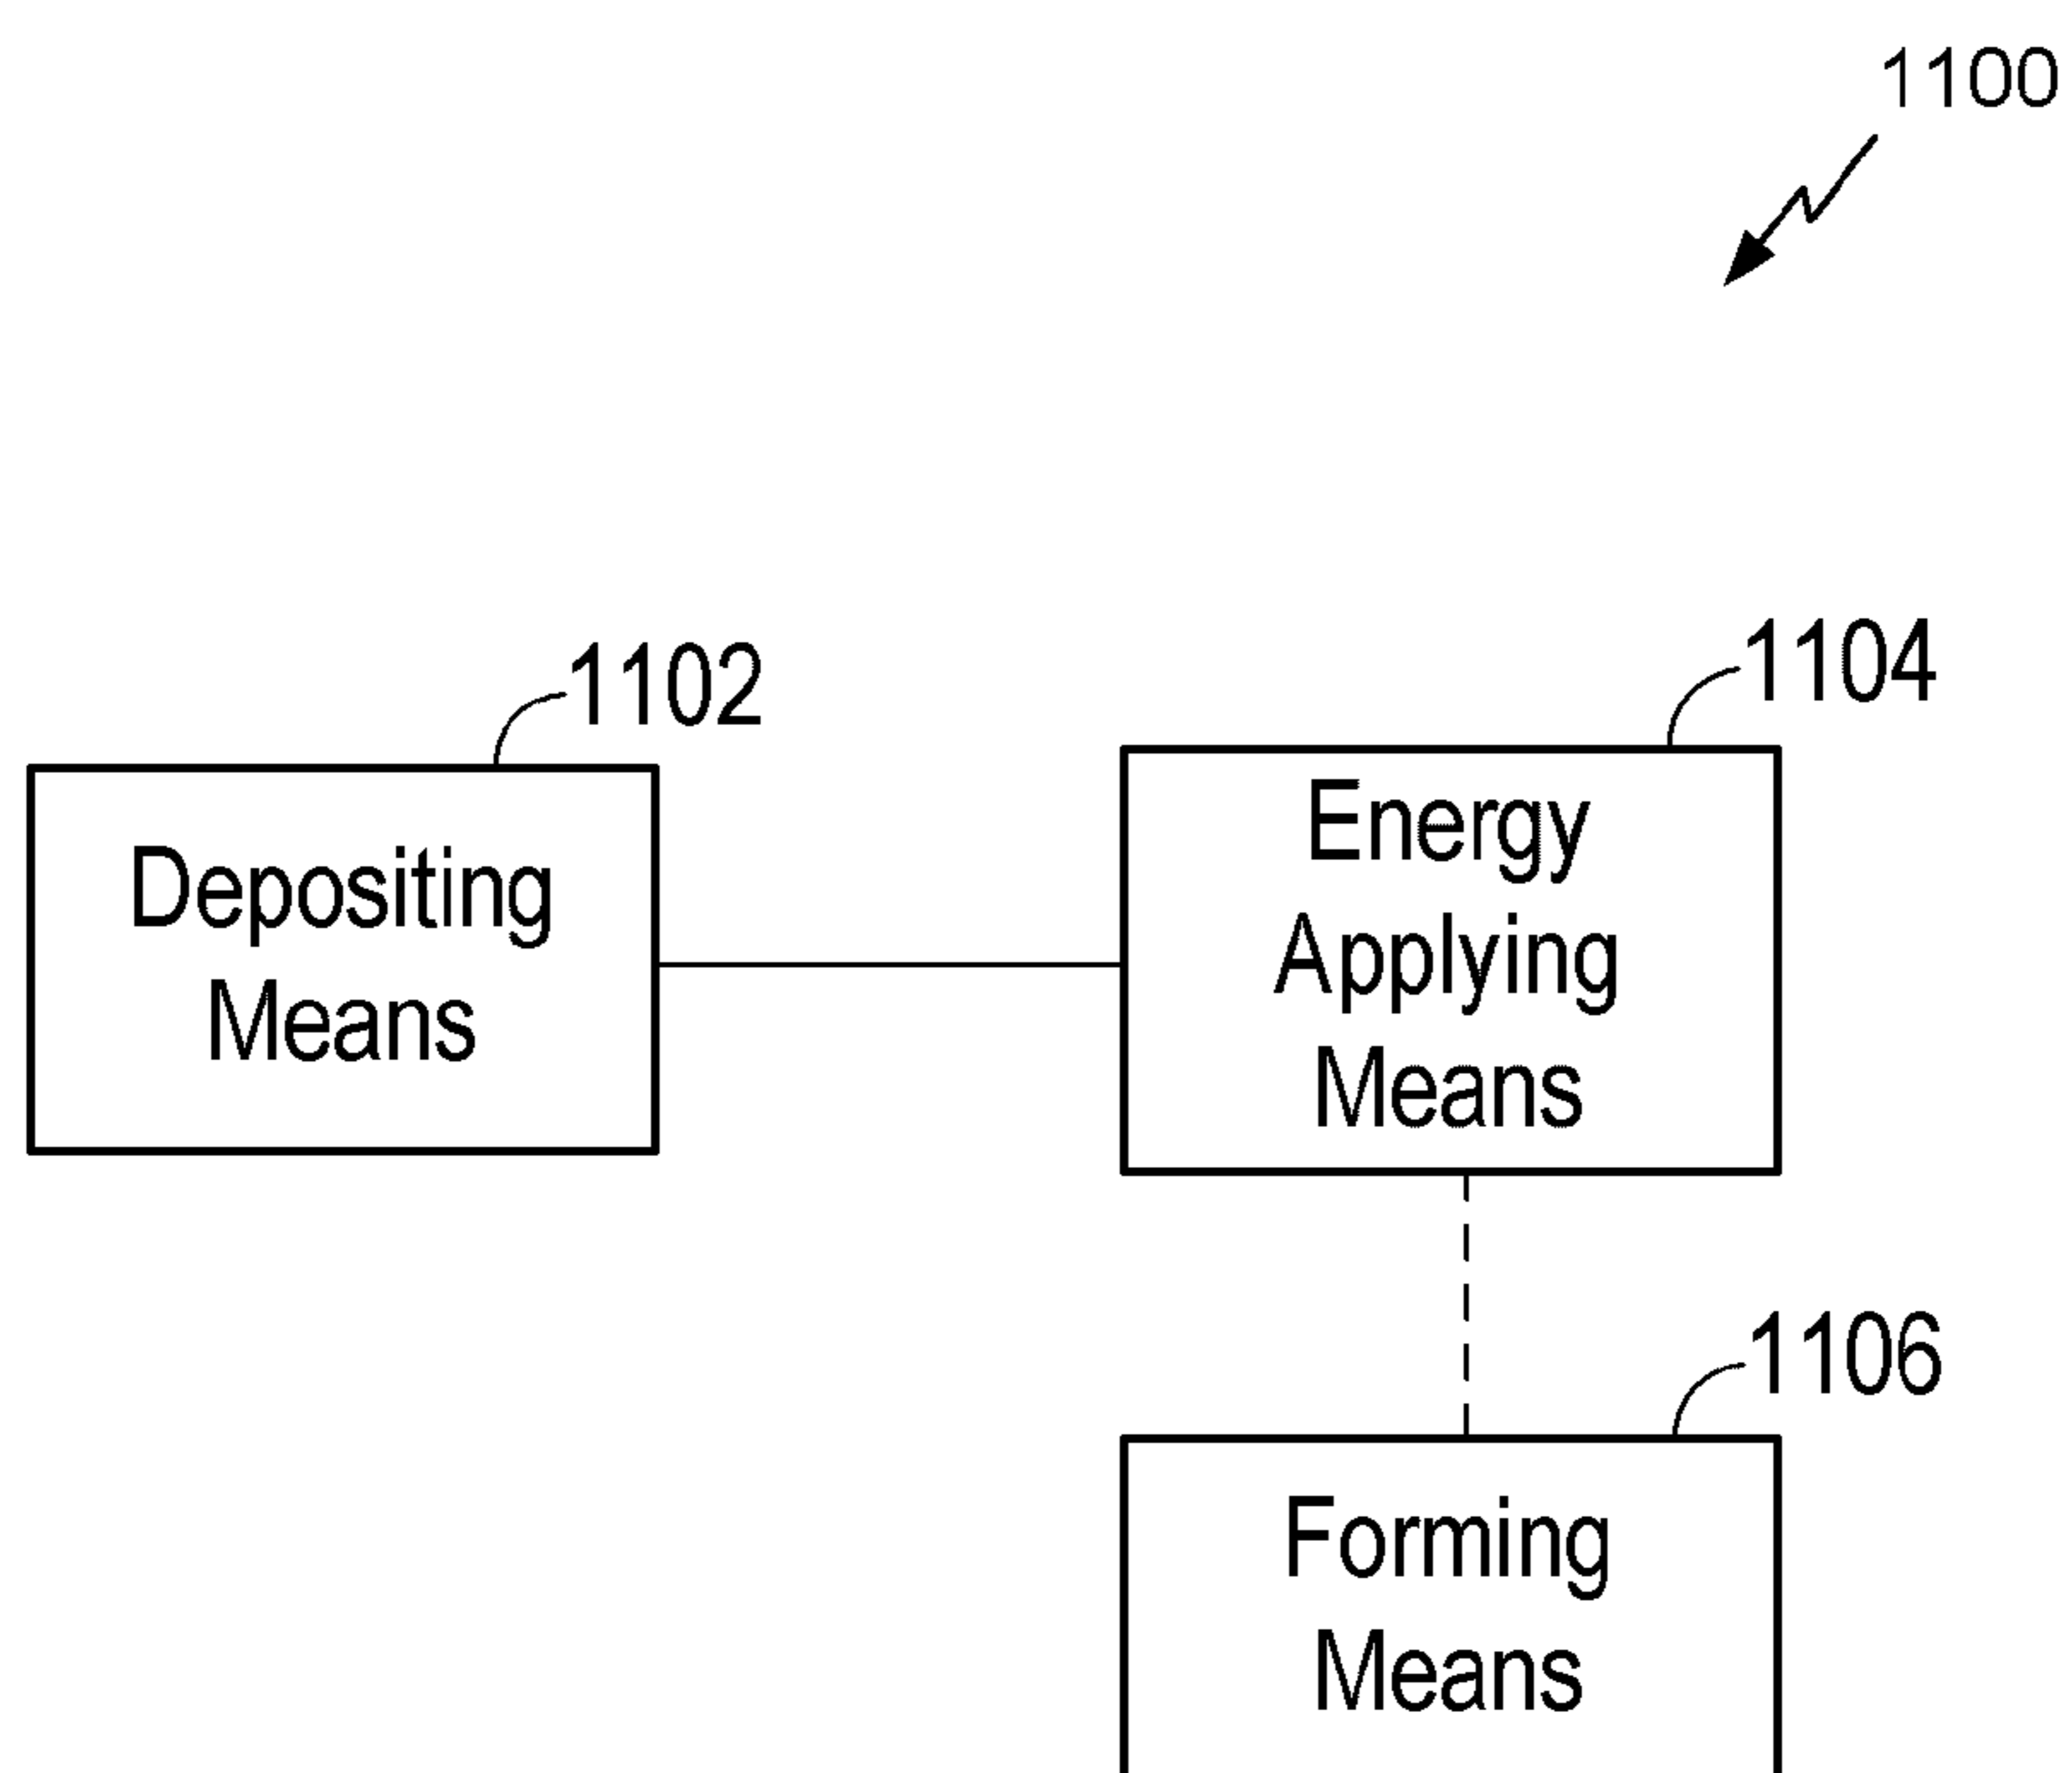 1100
1102
1104
Depositing
Means
Energy
Applying
Means
1106
Forming
Means